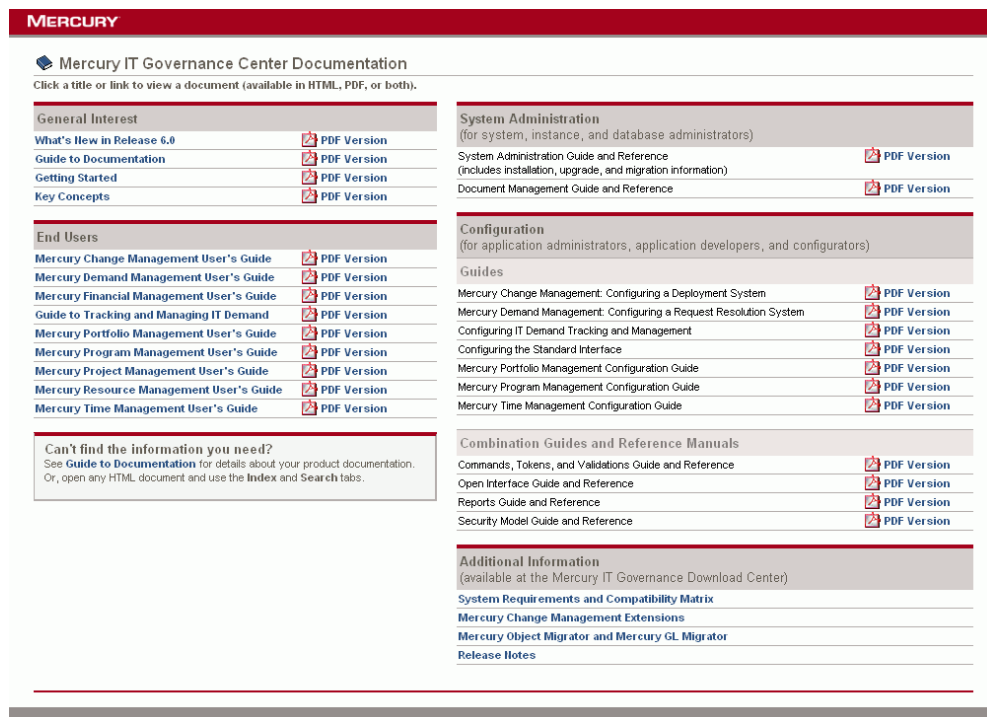 MERCURY
Mercury IT Governance Center Documentation
Click a title or link to view a document (available in HTML, PDF, or both).
General Interest
What's New in Release 6.0 PDF Version
Guide to Documentation PDF Version
Getting Started PDF Version
Key Concepts PDF Version
End Users
Mercury Change Management User's Guide PDF Version
Mercury Demand Management User's Guide PDF Version
Mercury Financial Management User's Guide PDF Version
Guide to Tracking and Managing IT Demand PDF Version
Mercury Portfolio Management User's Guide PDF Version
Mercury Program Management User's Guide PDF Version
Mercury Project Management User's Guide PDF Version
Mercury Resource Management User's Guide PDF Version
Mercury Time Management User's Guide PDF Version
Can't find the information you need?
See Guide to Documentation for details about your product documentation.
Or, open any HTML document and use the Index and Search tabs.
System Administration
(for system, instance, and database administrators)
System Administration Guide and Reference PDF Version
(includes installation, upgrade, and migration information)
Document Management Guide and Reference PDF Version
Configuration
(for application administrators, application developers, and configurators)
Guides
Mercury Change Management: Configuring a Deployment System PDF Version
Mercury Demand Management: Configuring a Request Resolution System PDF Version
Configuring IT Demand Tracking and Management PDF Version
Configuring the Standard Interface PDF Version
Mercury Portfolio Management Configuration Guide PDF Version
Mercury Program Management Configuration Guide PDF Version
Mercury Time Management Configuration Guide PDF Version
Combination Guides and Reference Manuals
Commands, Tokens, and Validations Guide and Reference PDF Version
Open Interface Guide and Reference PDF Version
Reports Guide and Reference PDF Version
Security Model Guide and Reference PDF Version
Additional Information
(available at the Mercury IT Governance Download Center)
System Requirements and Compatibility Matrix
Mercury Change Management Extensions
Mercury Object Migrator and Mercury GL Migrator
Release Notes